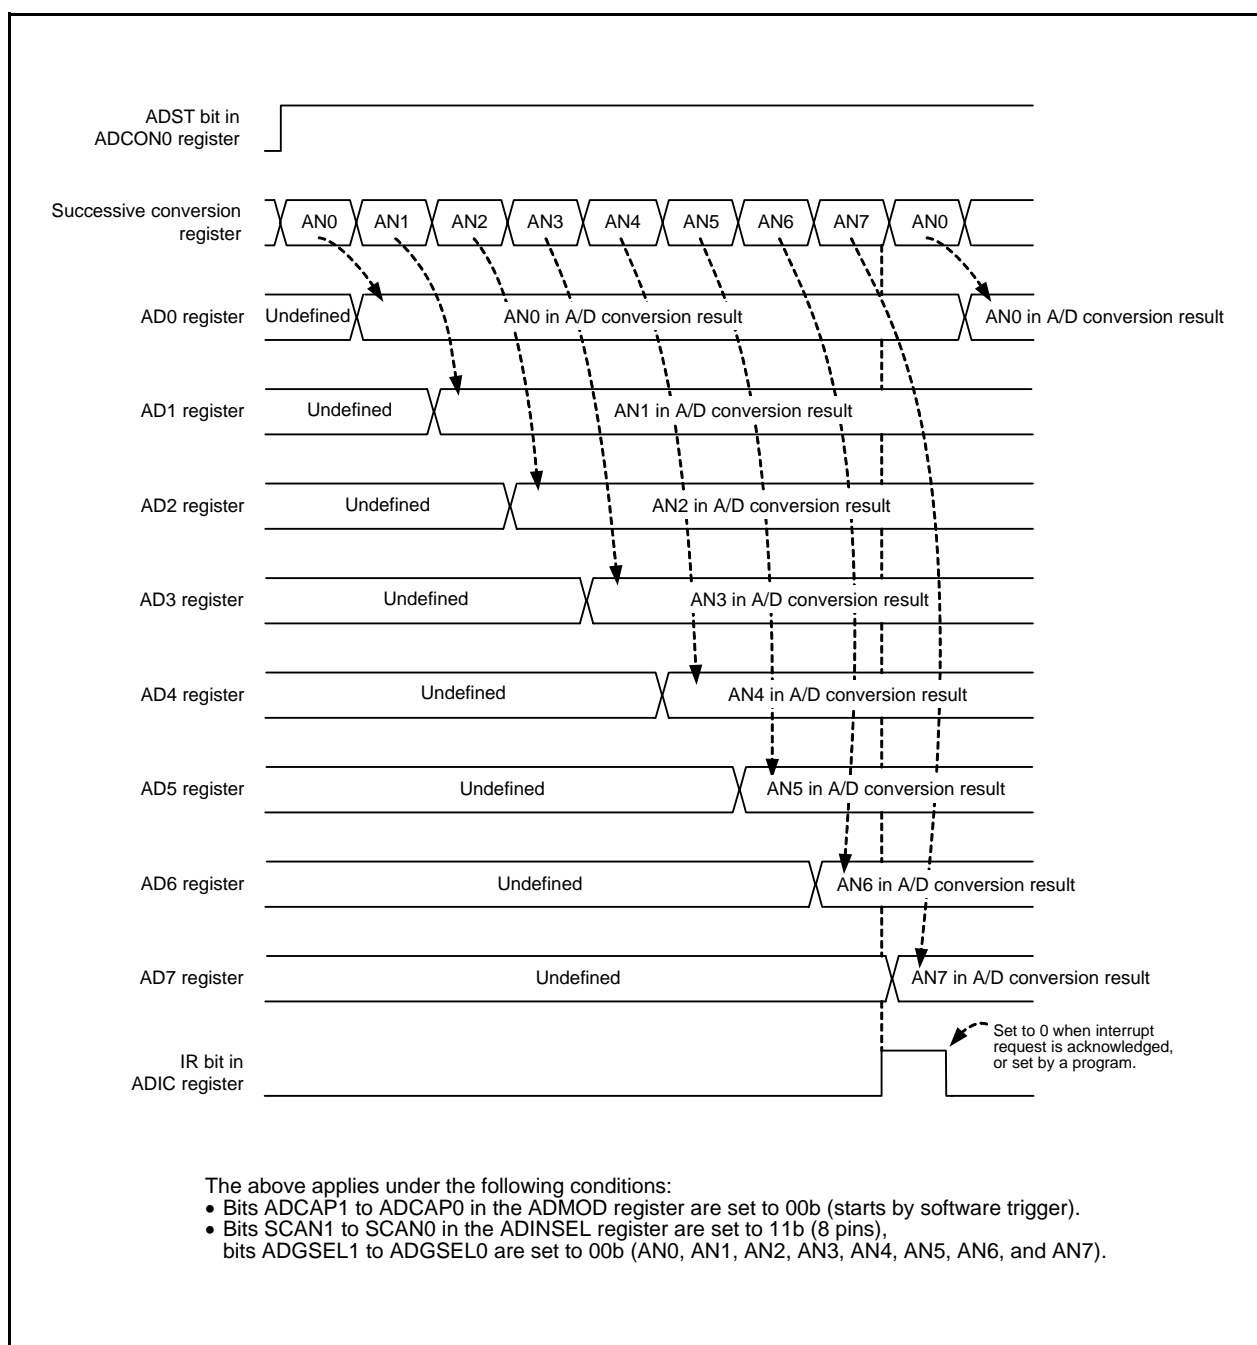 ADST bit in
ADCON0 register
Successive conversion
register
AN0 AN1 AN2 AN3 AN4 AN5 AN6 AN7 AN0
AD0 register
Undefined
AN0 in A/D conversion result
AN0 in A/D conversion result
AD1 register
Undefined
AN1 in A/D conversion result
AD2 register
Undefined
AN2 in A/D conversion result
AD3 register
Undefined
AN3 in A/D conversion result
AD4 register
Undefined
AN4 in A/D conversion result
AD5 register
Undefined
AN5 in A/D conversion result
AD6 register
Undefined
AN6 in A/D conversion result
AD7 register
Undefined
AN7 in A/D conversion result
IR bit in
ADIC register
Set to 0 when interrupt
request is acknowledged,
or set by a program.
The above applies under the following conditions:
• Bits ADCAP1 to ADCAP0 in the ADMOD register are set to 00b (starts by software trigger).
• Bits SCAN1 to SCAN0 in the ADINSEL register are set to 11b (8 pins),
bits ADGSEL1 to ADGSEL0 are set to 00b (AN0, AN1, AN2, AN3, AN4, AN5, AN6, and AN7).